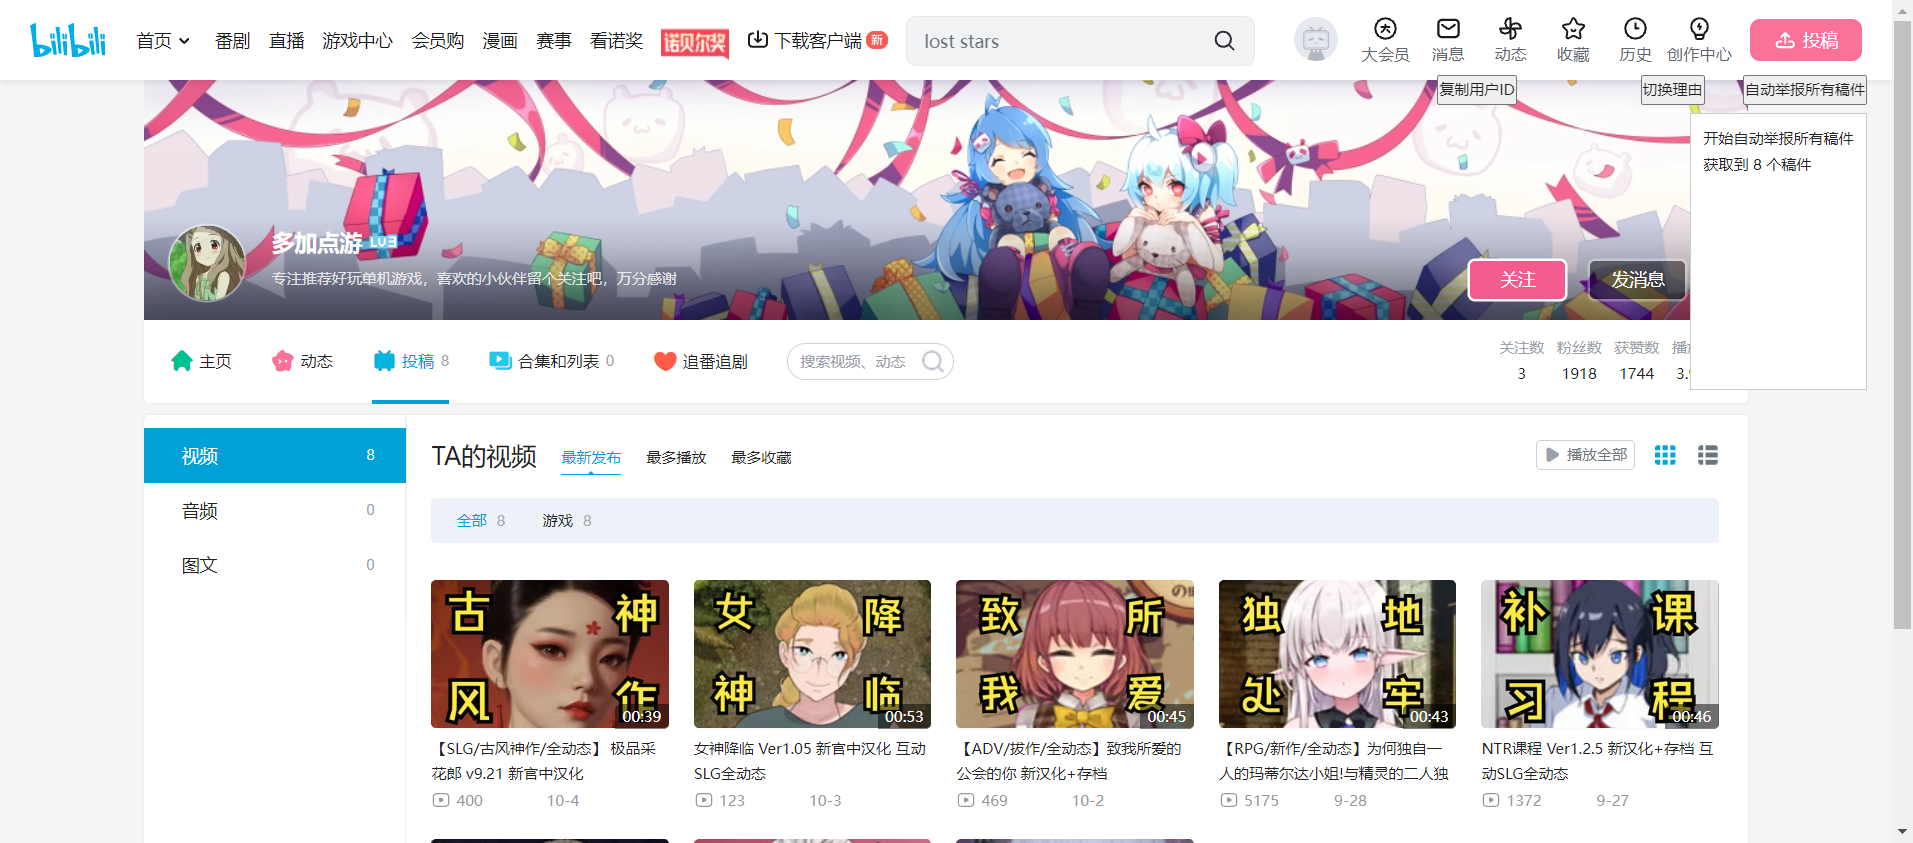 bilibili
首页
番剧
直播
游戏中心
会员购
漫画
赛事
看诺奖
诺贝尔奖
下载客户端
新
lost stars
大会员
消息
动态
收藏
历史
创作中心
投稿
复制用户ID
切换理由
自动举报所有稿件
开始自动举报所有稿件
获取到 8 个稿件
多加点游 LV3
专注推荐好玩单机游戏，喜欢的小伙伴留个关注吧，万分感谢
关注
发消息
主页
动态
投稿 8
合集和列表 0
追番追剧
搜索视频、动态
关注数
3
粉丝数
1918
获赞数
1744
播
3.
视频 8
音频 0
图文 0
TA的视频
最新发布
最多播放
最多收藏
播放全部
全部 8
游戏 8
古神
风作
00:39
【SLG/古风神作/全动态】 极品采
花郎 v9.21 新官中汉化
400
10-4
女降
神临
00:53
女神降临 Ver1.05 新官中汉化 互动
SLG全动态
123
10-3
致所
我爱
00:45
【ADV/拔作/全动态】致我所爱的
公会的你 新汉化+存档
469
10-2
独地
处牢
00:43
【RPG/新作/全动态】为何独自一
人的玛蒂尔达小姐!与精灵的二人独
5175
9-28
补课
习程
00:46
NTR课程 Ver1.2.5 新汉化+存档 互
动SLG全动态
1372
9-27